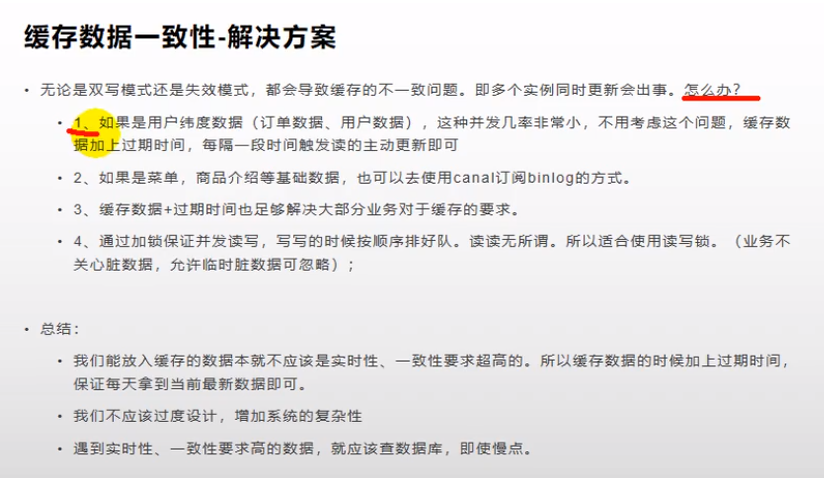 缓存数据一致性-解决方案
• 无论是双写模式还是失效模式，都会导致缓存的不一致问题。即多个实例同时更新会出事。怎么办？
• 1、如果是用户纬度数据（订单数据、用户数据），这种并发几率非常小，不用考虑这个问题，缓存数
据加上过期时间，每隔一段时间触发读的主动更新即可
• 2、如果是菜单，商品介绍等基础数据，也可以去使用canal订阅binlog的方式。
• 3、缓存数据+过期时间也足够解决大部分业务对于缓存的要求。
• 4、通过加锁保证并发读写，写写的时候按顺序排好队。读读无所谓。所以适合使用读写锁。（业务不
关心脏数据，允许临时脏数据可忽略）；
• 总结：
• 我们能放入缓存的数据本就不应该是实时性、一致性要求超高的。所以缓存数据的时候加上过期时间，
保证每天拿到当前最新数据即可。
• 我们不应该过度设计，增加系统的复杂性
• 遇到实时性、一致性要求高的数据，就应该查数据库，即使慢点。